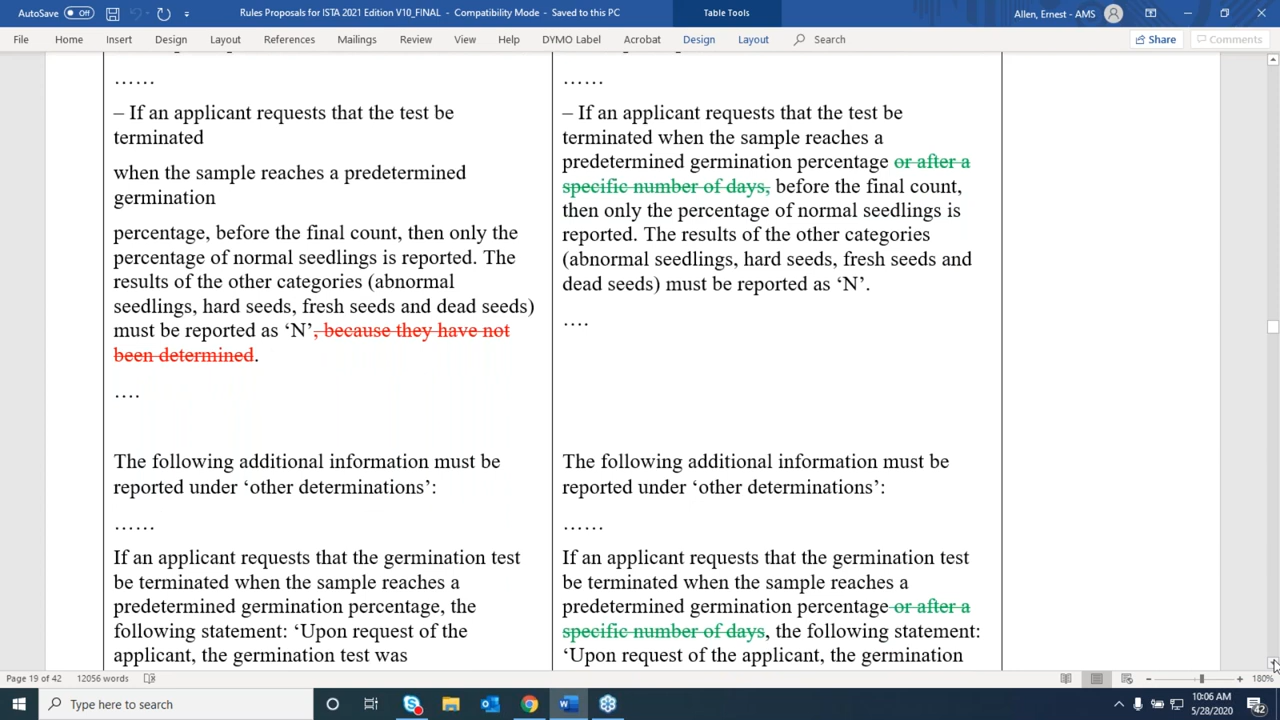 AutoSave Off
Rules Proposals for ISTA 2021 Edition V10_FINAL - Compatibility Mode - Saved to this PC
Table Tools
Allen, Ernest - AMS
File Home Insert Design Layout References Mailings Review View Help DYMO Label Acrobat Design Layout Search Share Comments
……
– If an applicant requests that the test be
terminated
when the sample reaches a predetermined
germination
percentage, before the final count, then only the
percentage of normal seedlings is reported. The
results of the other categories (abnormal
seedlings, hard seeds, fresh seeds and dead seeds)
must be reported as ‘N’, because they have not
been determined.
….
The following additional information must be
reported under ‘other determinations’:
……
If an applicant requests that the germination test
be terminated when the sample reaches a
predetermined germination percentage, the
following statement: ‘Upon request of the
applicant, the germination test was
……
– If an applicant requests that the test be
terminated when the sample reaches a
predetermined germination percentage or after a
specific number of days, before the final count,
then only the percentage of normal seedlings is
reported. The results of the other categories
(abnormal seedlings, hard seeds, fresh seeds and
dead seeds) must be reported as ‘N’.
….
The following additional information must be
reported under ‘other determinations’:
……
If an applicant requests that the germination test
be terminated when the sample reaches a
predetermined germination percentage or after a
specific number of days, the following statement:
‘Upon request of the applicant, the germination
Page 19 of 42 12056 words
180%
Type here to search
10:06 AM
5/28/2020
42